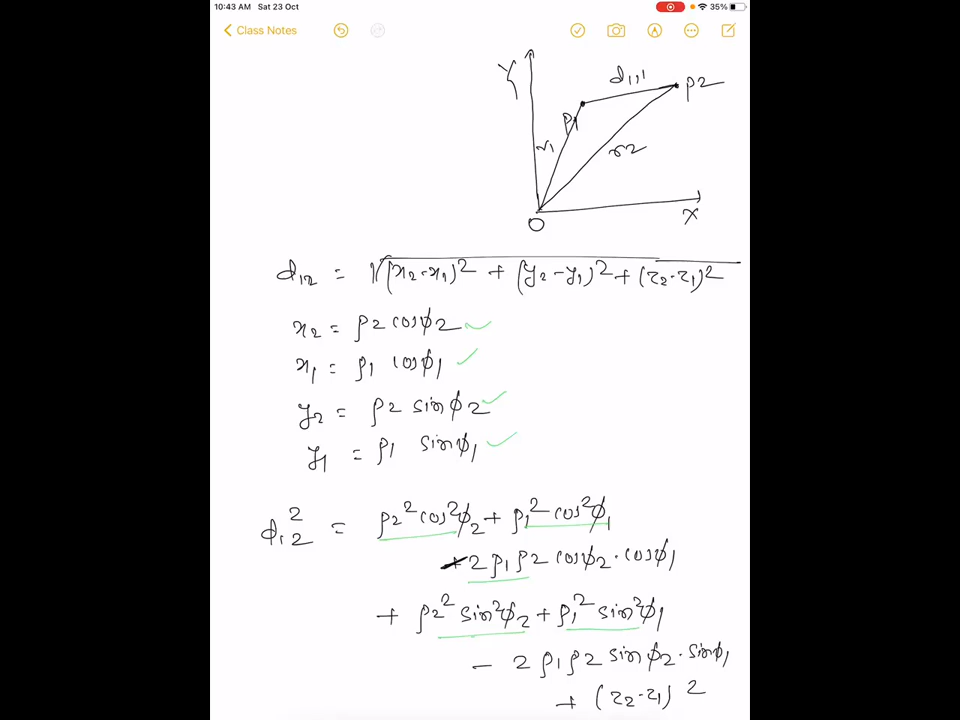 10:43 AM Sat 23 Oct 35%
Class Notes
Y
d₁,₁
P2
P1
r1
r2
X
O
d₁₂ = √(x₂-x₁)² + (y₂-y₁)² + (z₂-z₁)²
x₂ = ρ2 cosϕ2
x₁ = ρ₁ cosϕ₁
y₂ = ρ2 sinϕ2
y₁ = ρ₁ sinϕ₁
d₁₂² = ρ2² cos²ϕ₂ + ρ₁² cos²ϕ₁
- 2 ρ₁ ρ2 cosϕ₂ · cosϕ₁
+ ρ2² sin²ϕ₂ + ρ₁² sin²ϕ₁
- 2 ρ₁ ρ2 sinϕ₂ · sinϕ₁
+ (z₂-z₁)²